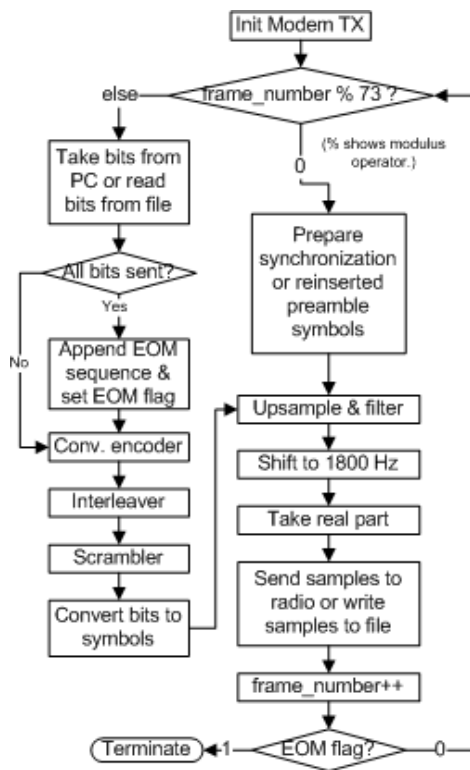 Init Modem TX
frame_number % 73 ?
else
(% shows modulus
operator.)
0
Take bits from
PC or read
bits from file
All bits sent?
Yes
No
Append EOM
sequence &
set EOM flag
Conv. encoder
Interleaver
Scrambler
Convert bits to
symbols
Prepare
synchronization
or reinserted
preamble
symbols
Upsample & filter
Shift to 1800 Hz
Take real part
Send samples to
radio or write
samples to file
frame_number++
EOM flag?
1
0
Terminate